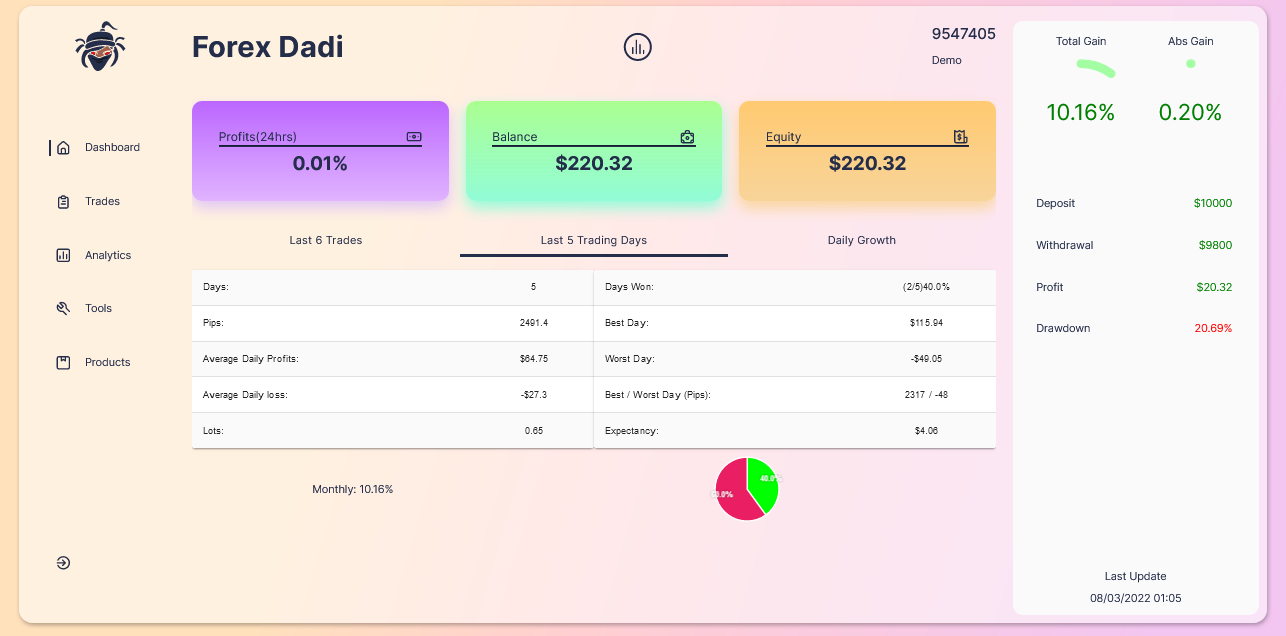 Forex Dadi
9547405
Demo
Dashboard
Trades
Analytics
Tools
Products
Profits(24hrs)
0.01%
Balance
$220.32
Equity
$220.32
Last 6 Trades
Last 5 Trading Days
Daily Growth
Days: 5 Days Won: (2/5)40.0%
Pips: 2491.4 Best Day: $115.94
Average Daily Profits: $64.75 Worst Day: -$49.05
Average Daily loss: -$27.3 Best / Worst Day (Pips): 2317 / -48
Lots: 0.65 Expectancy: $4.06
Monthly: 10.16%
Total Gain
10.16%
Abs Gain
0.20%
Deposit $10000
Withdrawal $9800
Profit $20.32
Drawdown 20.69%
Last Update
08/03/2022 01:05